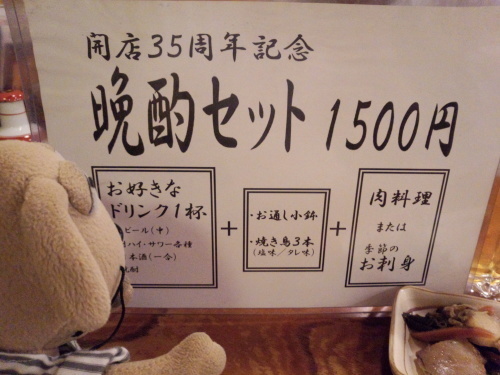 開店35周年記念
晩酌セット 1500円
お好きな
ドリンク1杯
ビール(中)
ハイ・サワー各種
本酒(一合)
+
・お通し小鉢
・焼き鳥3本
(塩味/タレ味)
+
肉料理
または
季節の
お刺身